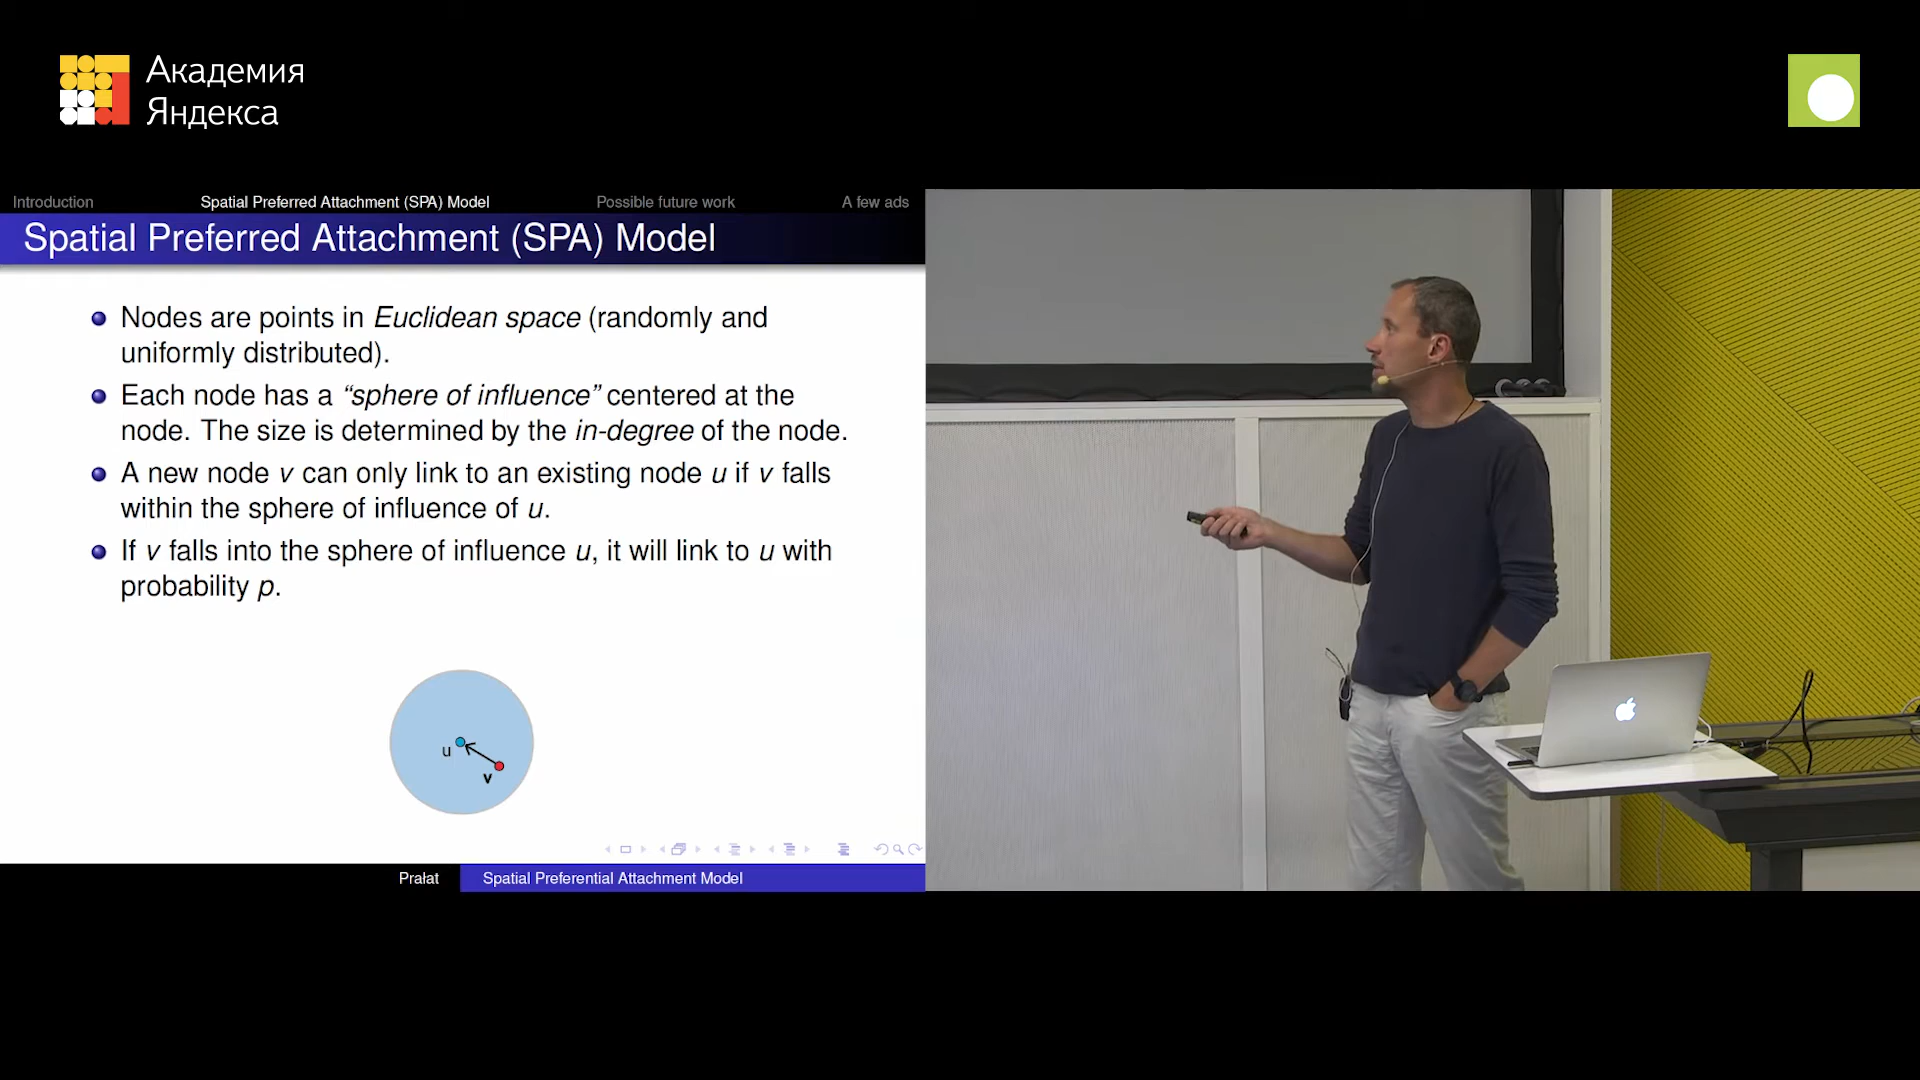 Академия
Яндекса
Introduction Spatial Preferred Attachment (SPA) Model Possible future work A few ads
Spatial Preferred Attachment (SPA) Model
Nodes are points in Euclidean space (randomly and
uniformly distributed).
Each node has a “sphere of influence” centered at the
node. The size is determined by the in-degree of the node.
A new node v can only link to an existing node u if v falls
within the sphere of influence of u.
If v falls into the sphere of influence u, it will link to u with
probability p.
u
v
Prałat Spatial Preferential Attachment Model